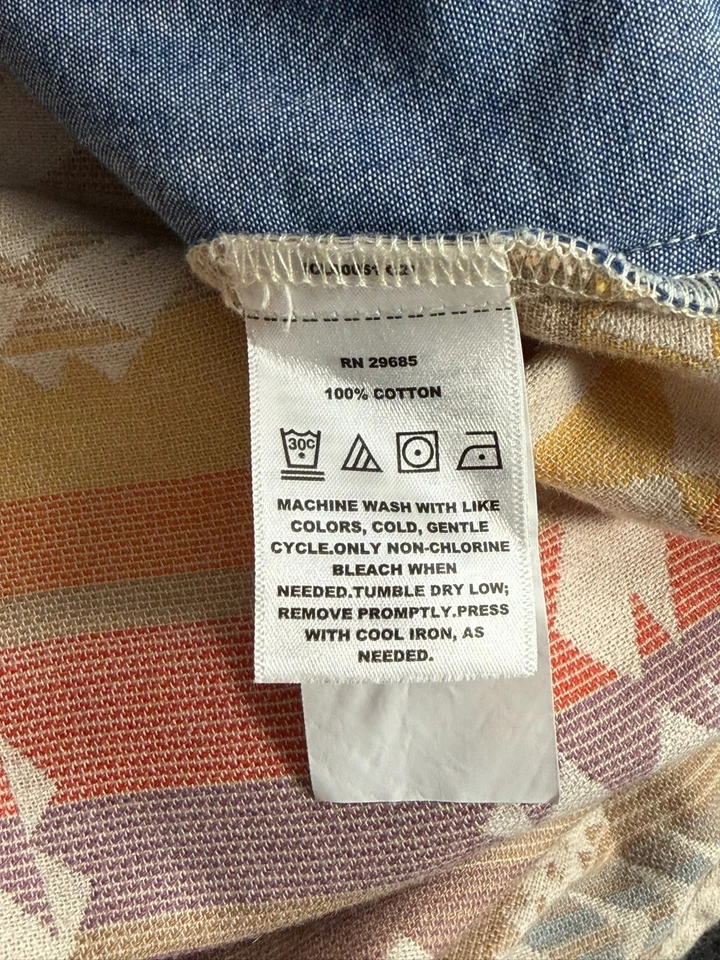 RN 29685
100% COTTON
30C
MACHINE WASH WITH LIKE
COLORS, COLD, GENTLE
CYCLE.ONLY NON-CHLORINE
BLEACH WHEN
NEEDED.TUMBLE DRY LOW;
REMOVE PROMPTLY.PRESS
WITH COOL IRON, AS
NEEDED.